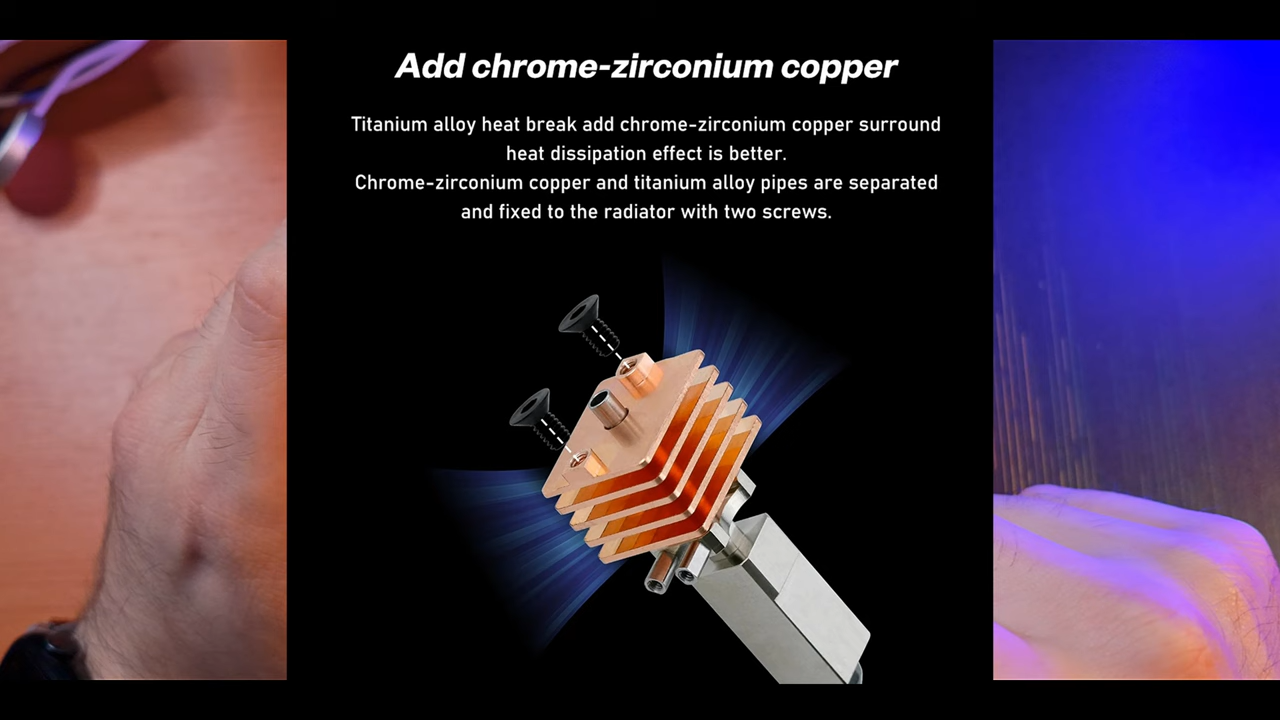 Add chrome-zirconium copper
Titanium alloy heat break add chrome-zirconium copper surround
heat dissipation effect is better.
Chrome-zirconium copper and titanium alloy pipes are separated
and fixed to the radiator with two screws.